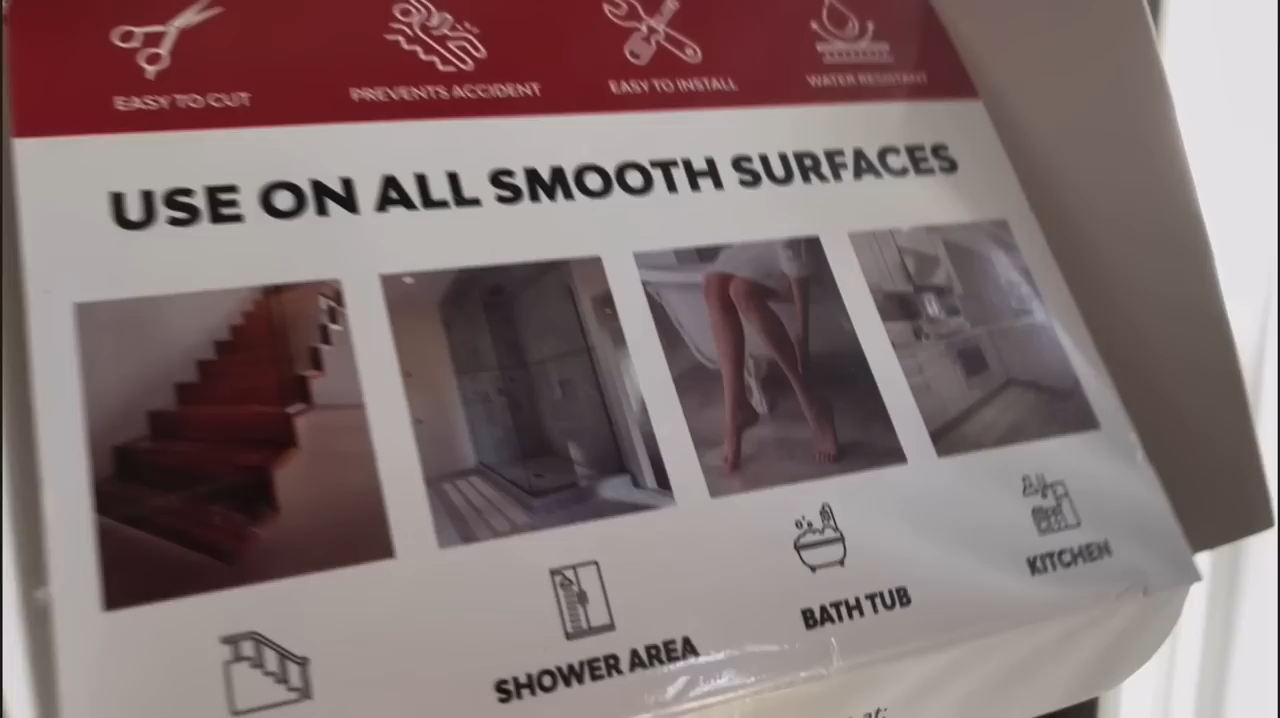 EASY TO CUT
PREVENTS ACCIDENT
EASY TO INSTALL
WATER RESISTANT
USE ON ALL SMOOTH SURFACES
SHOWER AREA
BATH TUB
KITCHEN